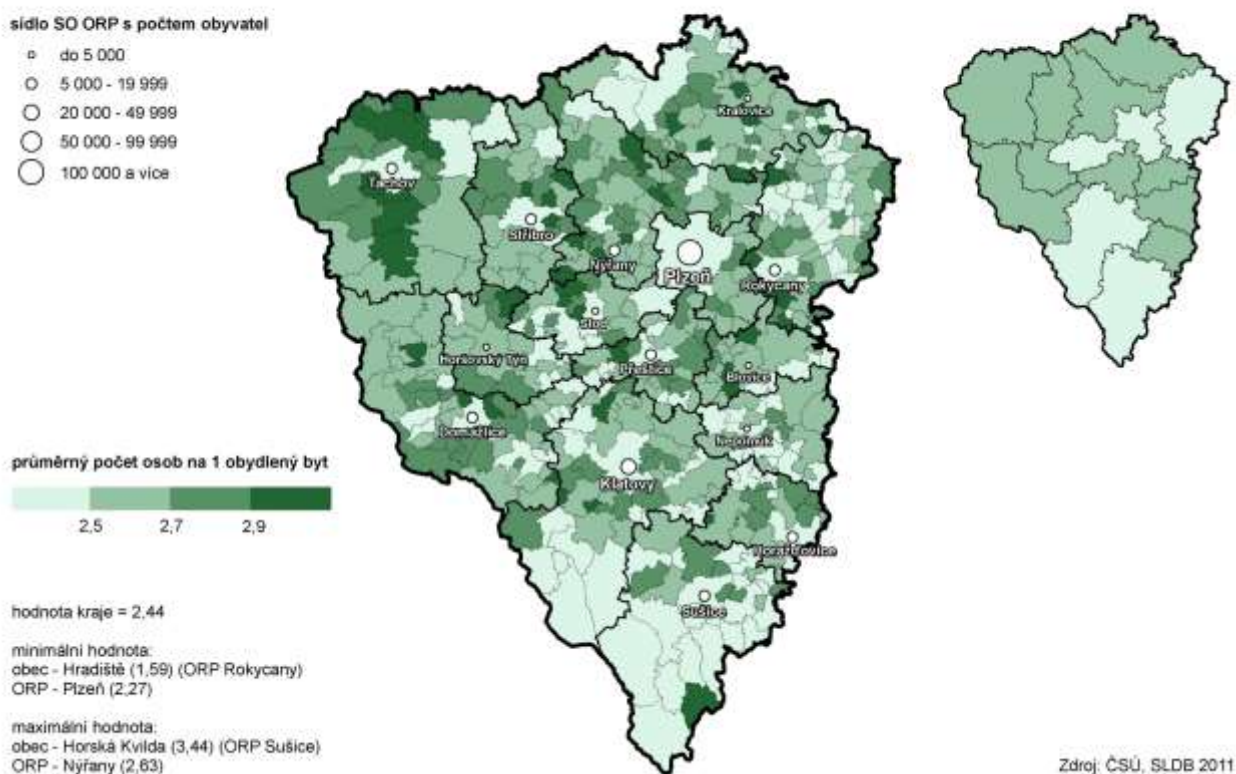 sídlo SO ORP s počtem obyvatel
do 5 000
5 000 - 19 999
20 000 - 49 999
50 000 - 99 999
100 000 a více
Kralovice
Tachov
Stříbro
Nýřany
Plzeň
Rokycany
Stod
Horšovský Týn
Přeštice
Blovice
Domažlice
Nepomuk
Klatovy
Horažďovice
Sušice
průměrný počet osob na 1 obydlený byt
2,5 2,7 2,9
hodnota kraje = 2,44
minimální hodnota:
obec - Hradiště (1,59) (ORP Rokycany)
ORP - Plzeň (2,27)
maximální hodnota:
obec - Horská Kvilda (3,44) (ORP Sušice)
ORP - Nýřany (2,63)
Zdroj: ČSÚ, SLDB 2011